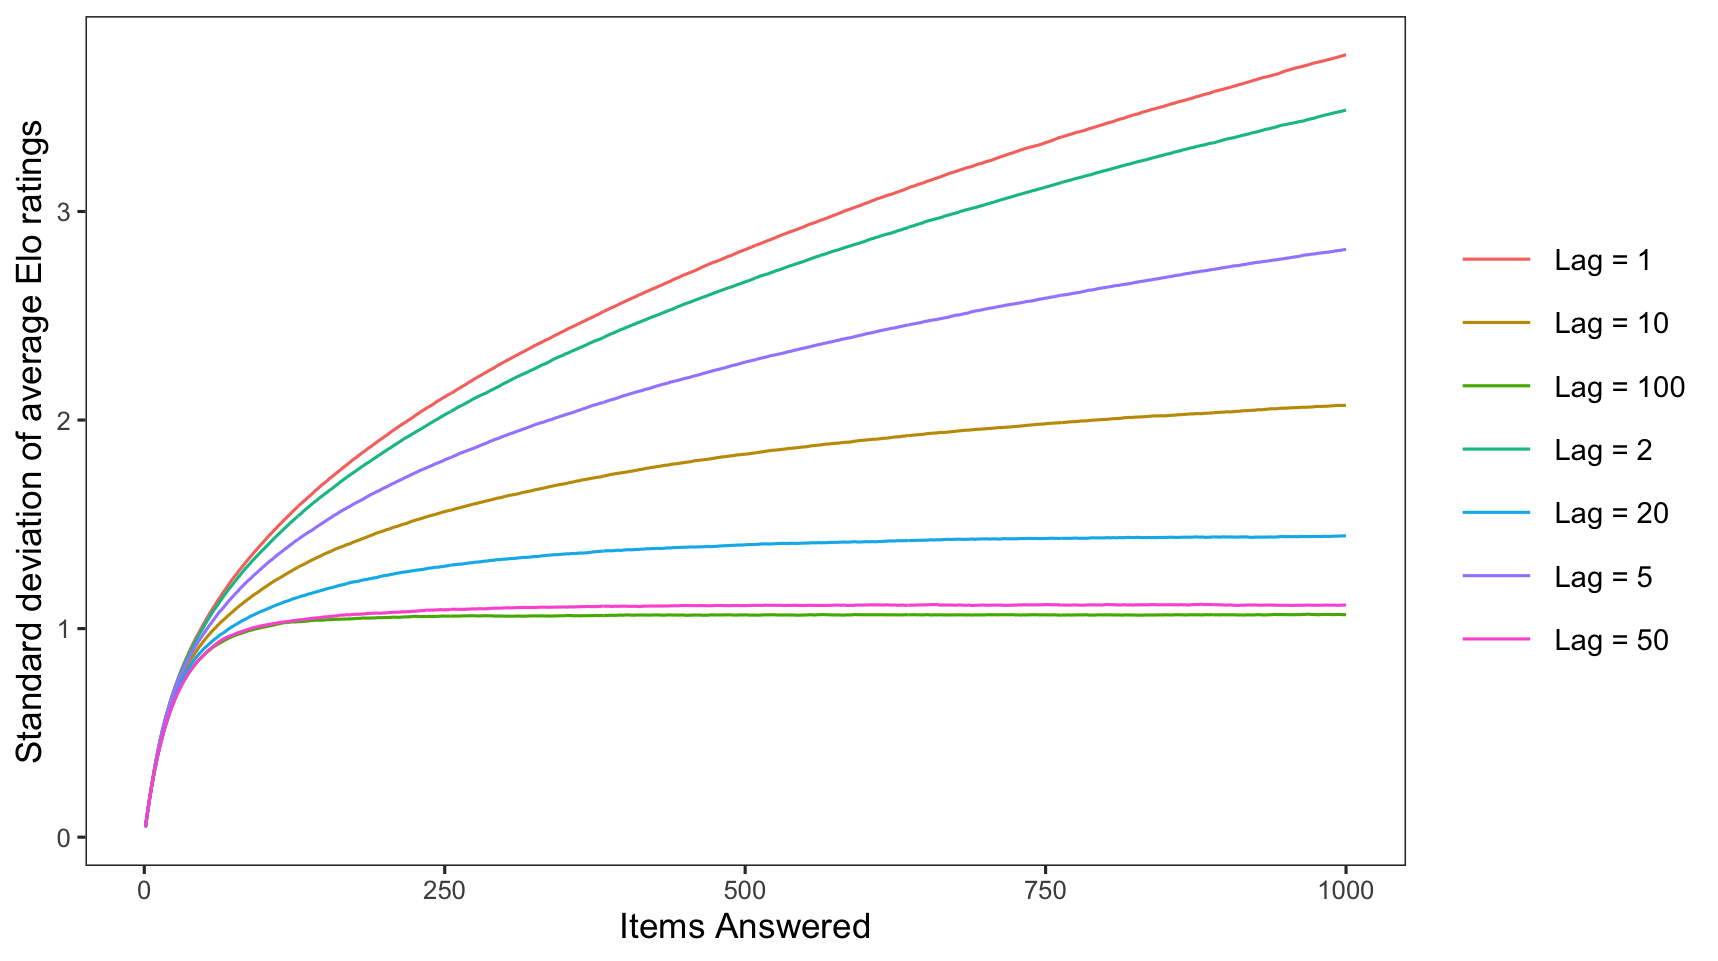 Standard deviation of average Elo ratings
3
2
1
0
0
250
500
750
1000
Items Answered
Lag = 1
Lag = 10
Lag = 100
Lag = 2
Lag = 20
Lag = 5
Lag = 50